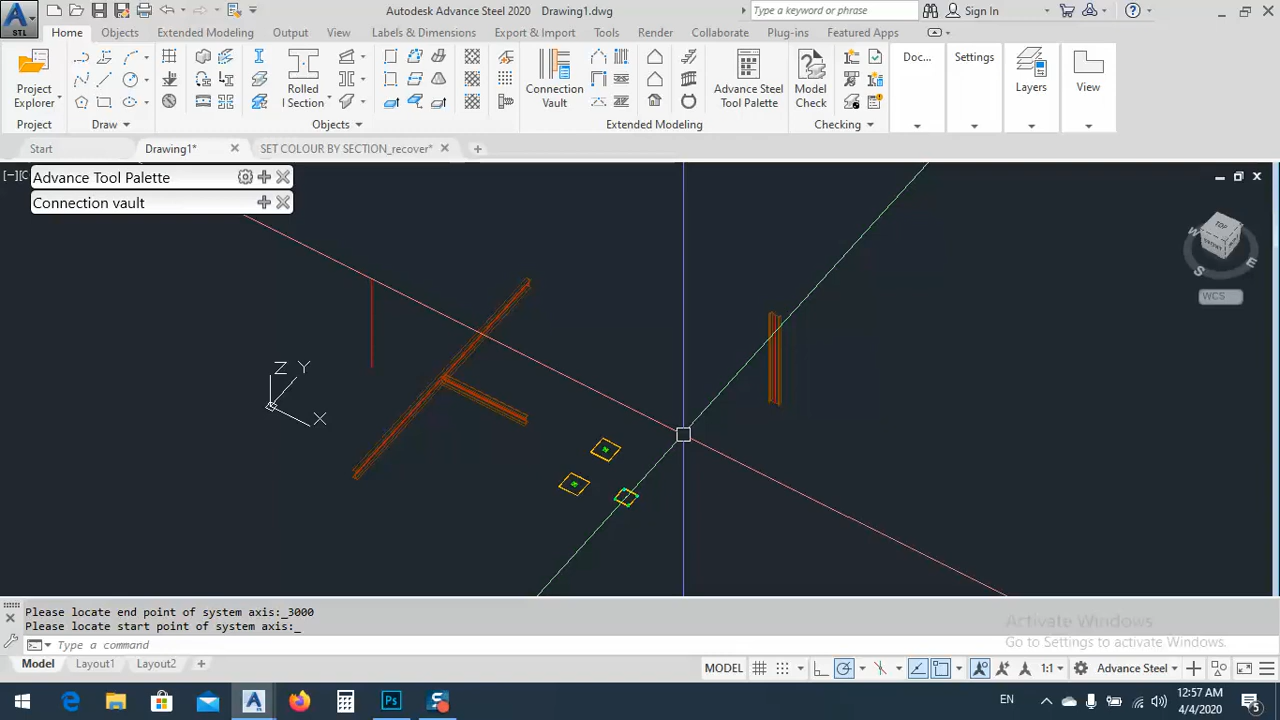 STL
Autodesk Advance Steel 2020 Drawing1.dwg
Type a keyword or phrase
Sign In
Home Objects Extended Modeling Output View Labels & Dimensions Export & Import Tools Render Collaborate Plug-ins Featured Apps
Project
Explorer
Project
Draw
Rolled
I Section
Objects
Connection
Vault
Extended Modeling
Advance Steel
Tool Palette
Model
Check
Checking
Doc...
Settings
Layers
View
Start
Drawing1*
SET COLOUR BY SECTION_recover*
Advance Tool Palette
Connection vault
TOP
FRONT
W
S
E
WCS
Z
Y
X
Please locate end point of system axis:_3000
Please locate start point of system axis:_
Type a command
Activate Windows
Go to Settings to activate Windows.
Model Layout1 Layout2
MODEL
1:1
Advance Steel
EN
12:57 AM
4/4/2020
5